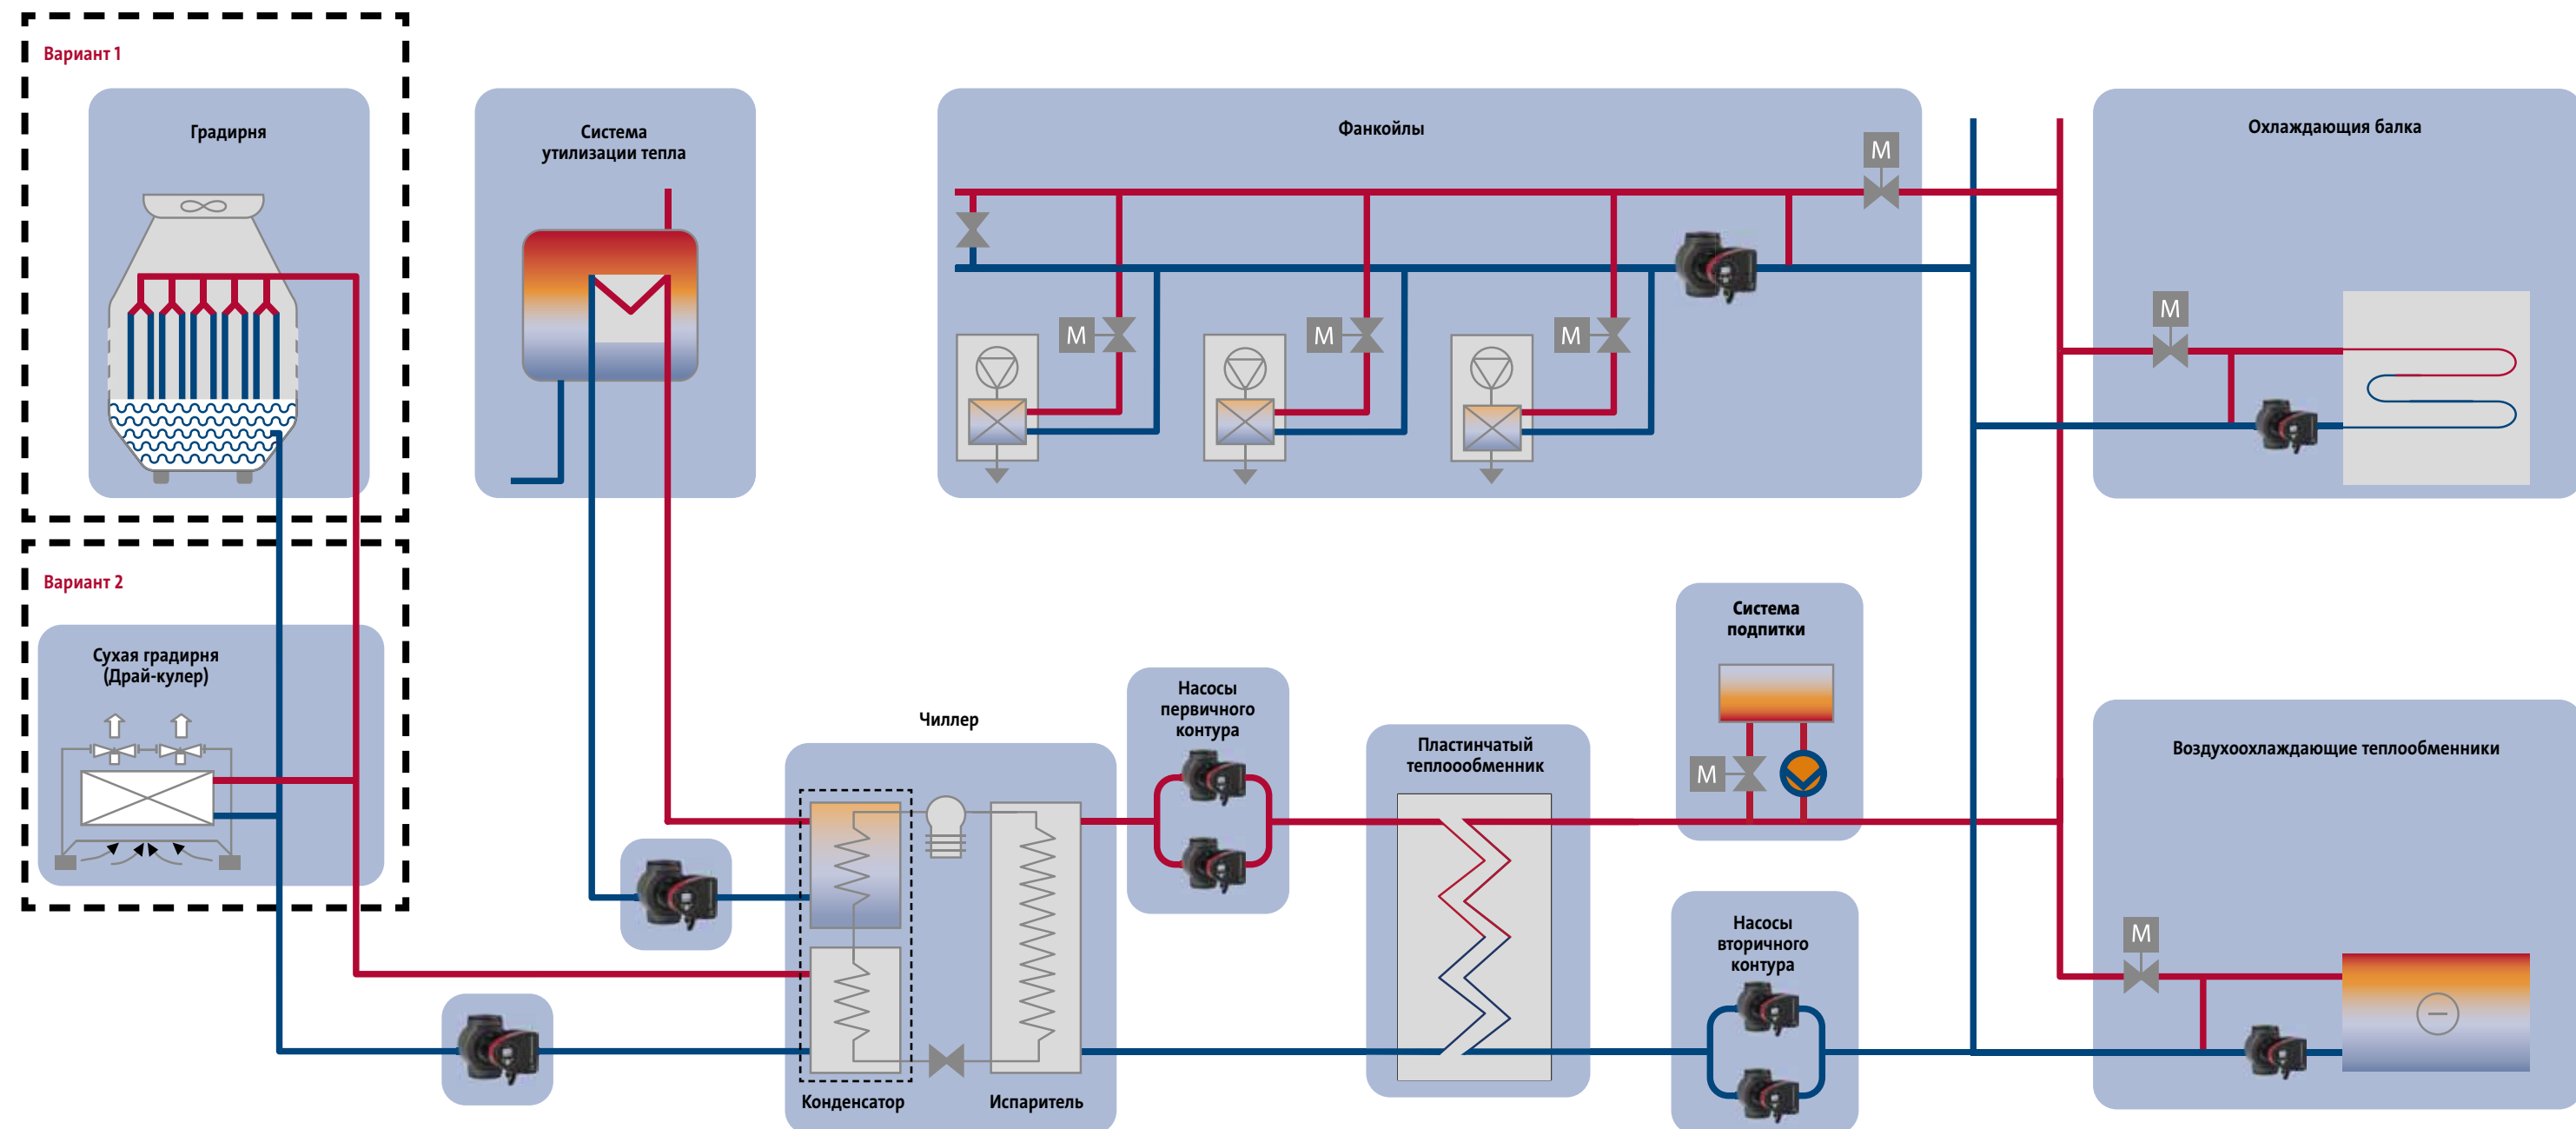 Вариант 1
Градирня
Система
утилизации тепла
Фанкойлы
M
Охлаждающия балка
M
M
M
M
Вариант 2
Сухая градирня
(Драй-кулер)
Чиллер
Конденсатор
Испаритель
Насосы
первичного
контура
Пластинчатый
теплоообменник
Система
подпитки
M
Насосы
вторичного
контура
Воздухоохлаждающие теплообменники
M